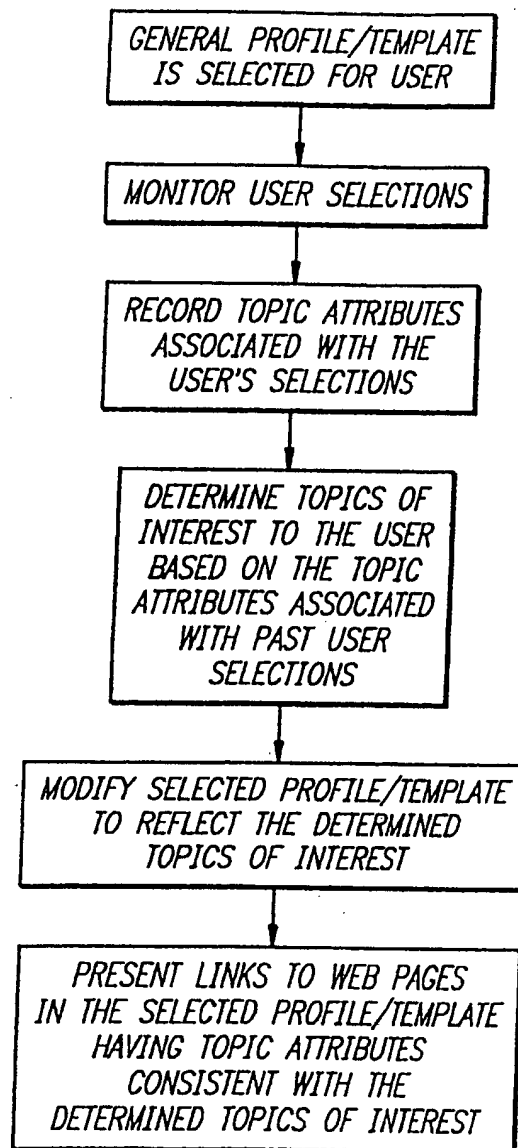 GENERAL PROFILE/TEMPLATE
IS SELECTED FOR USER
MONITOR USER SELECTIONS
RECORD TOPIC ATTRIBUTES
ASSOCIATED WITH THE
USER'S SELECTIONS
DETERMINE TOPICS OF
INTEREST TO THE USER
BASED ON THE TOPIC
ATTRIBUTES ASSOCIATED
WITH PAST USER
SELECTIONS
MODIFY SELECTED PROFILE/TEMPLATE
TO REFLECT THE DETERMINED
TOPICS OF INTEREST
PRESENT LINKS TO WEB PAGES
IN THE SELECTED PROFILE/TEMPLATE
HAVING TOPIC ATTRIBUTES
CONSISTENT WITH THE
DETERMINED TOPICS OF INTEREST